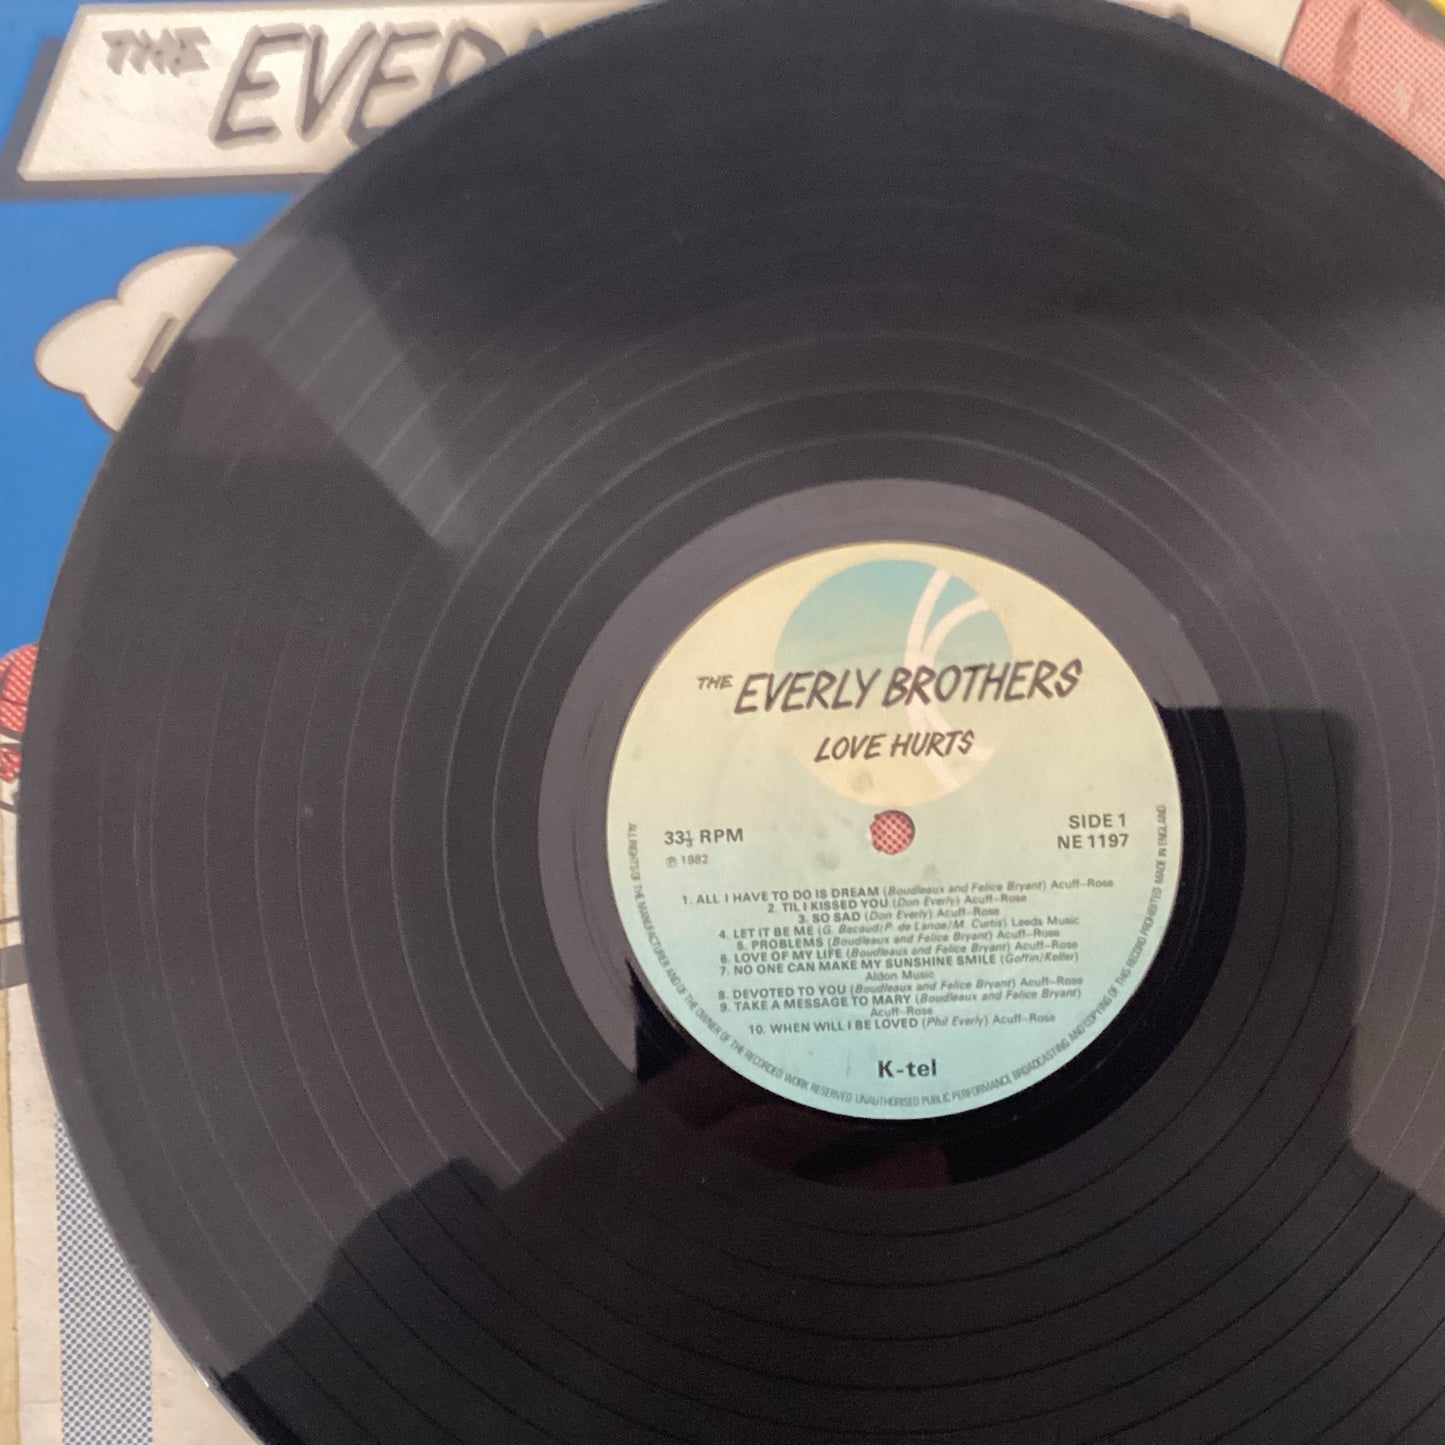 THE EVER
THE EVERLY BROTHERS
LOVE HURTS
33⅓ RPM
℗ 1982
SIDE 1
NE 1197
1. ALL I HAVE TO DO IS DREAM (Boudleaux and Felice Bryant) Acuff-Rose
2. TIL I KISSED YOU (Don Everly) Acuff-Rose
3. SO SAD (Don Everly) Acuff-Rose
4. LET IT BE ME (G. Becaud/P. de Lanoe/M. Curtis) Leeds Music
5. PROBLEMS (Boudleaux and Felice Bryant) Acuff-Rose
6. LOVE OF MY LIFE (Boudleaux and Felice Bryant) Acuff-Rose
7. NO ONE CAN MAKE MY SUNSHINE SMILE (Goffin/Keller)
Aldon Music
8. DEVOTED TO YOU (Boudleaux and Felice Bryant) Acuff-Rose
9. TAKE A MESSAGE TO MARY (Boudleaux and Felice Bryant)
Acuff-Rose
10. WHEN WILL I BE LOVED (Phil Everly) Acuff-Rose
K-tel
ALL RIGHTS OF THE MANUFACTURER AND OF THE OWNER OF THE RECORDED WORK RESERVED UNAUTHORISED PUBLIC PERFORMANCE BROADCASTING AND COPYING OF THIS RECORD PROHIBITED MADE IN ENGLAND